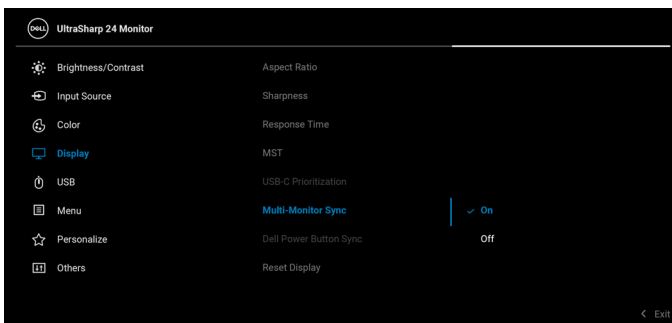 DELL UltraSharp 24 Monitor
Brightness/Contrast
Input Source
Color
Display
USB
Menu
Personalize
Others
Aspect Ratio
Sharpness
Response Time
MST
USB-C Prioritization
Multi-Monitor Sync
Dell Power Button Sync
Reset Display
On
Off
Exit